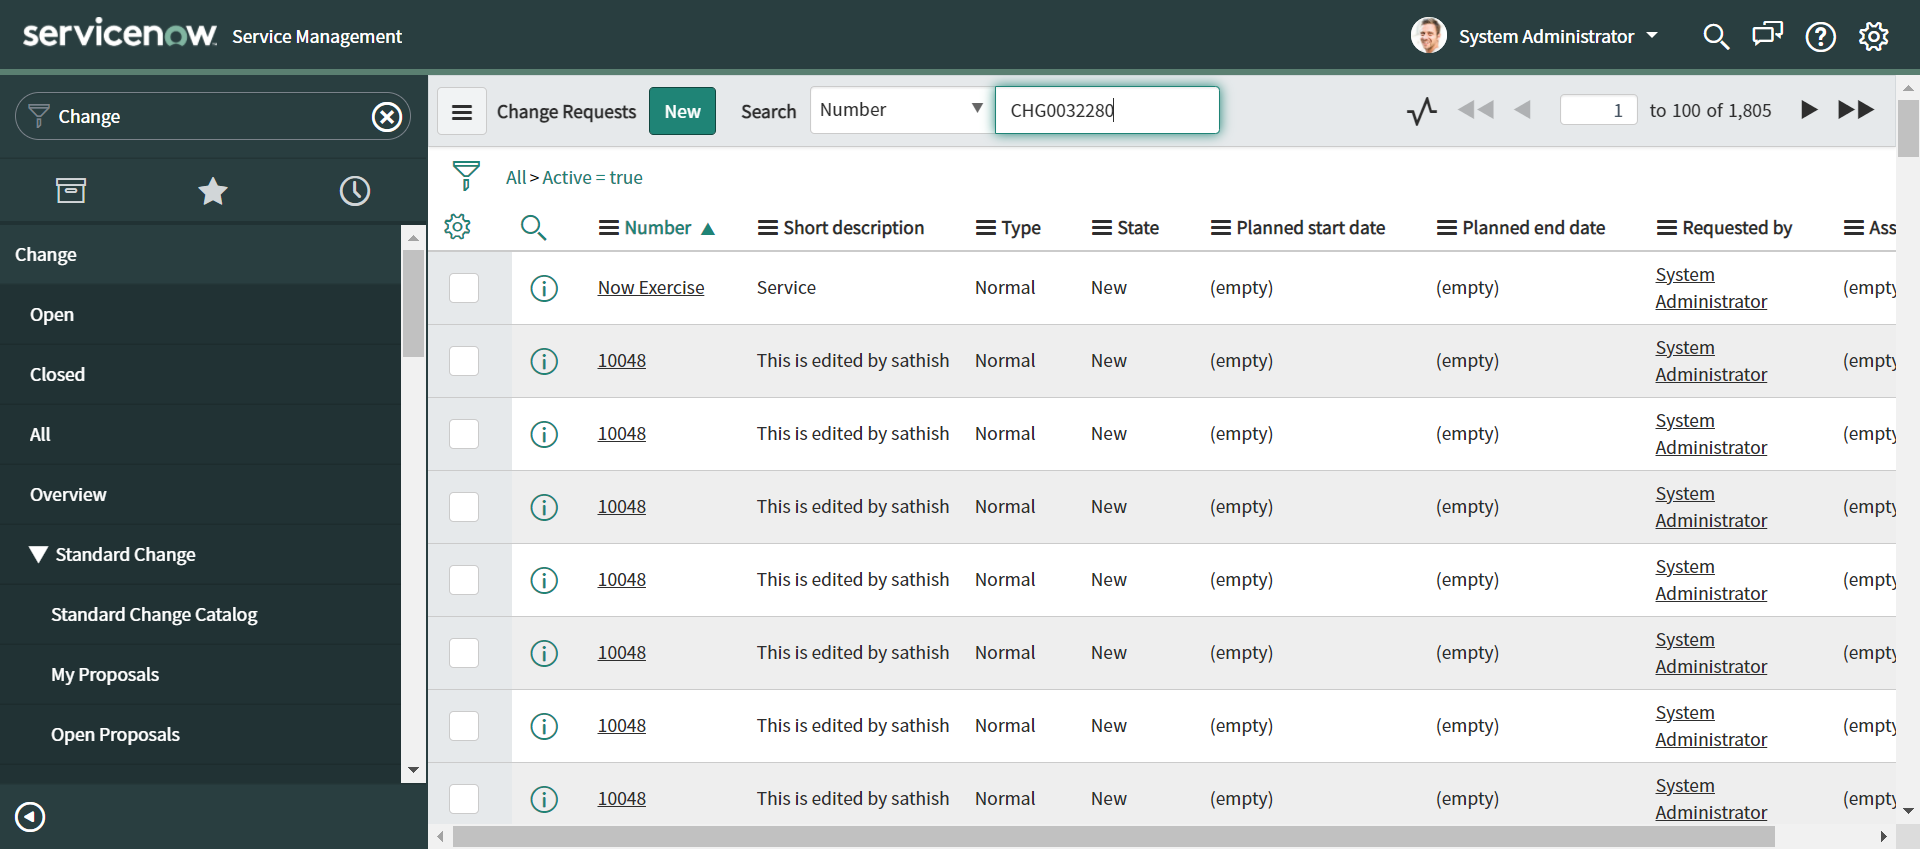 servicenow Service Management
System Administrator
Change
Change Requests New Search Number CHG0032280 1 to 100 of 1,805
All > Active = true
Number Short description Type State Planned start date Planned end date Requested by Ass
Change
Open
Closed
All
Overview
Standard Change
Standard Change Catalog
My Proposals
Open Proposals
Now Exercise Service Normal New (empty) (empty) System Administrator (empty
10048 This is edited by sathish Normal New (empty) (empty) System Administrator (empty
10048 This is edited by sathish Normal New (empty) (empty) System Administrator (empty
10048 This is edited by sathish Normal New (empty) (empty) System Administrator (empty
10048 This is edited by sathish Normal New (empty) (empty) System Administrator (empty
10048 This is edited by sathish Normal New (empty) (empty) System Administrator (empty
10048 This is edited by sathish Normal New (empty) (empty) System Administrator (empty
10048 This is edited by sathish Normal New (empty) (empty) System Administrator (empty